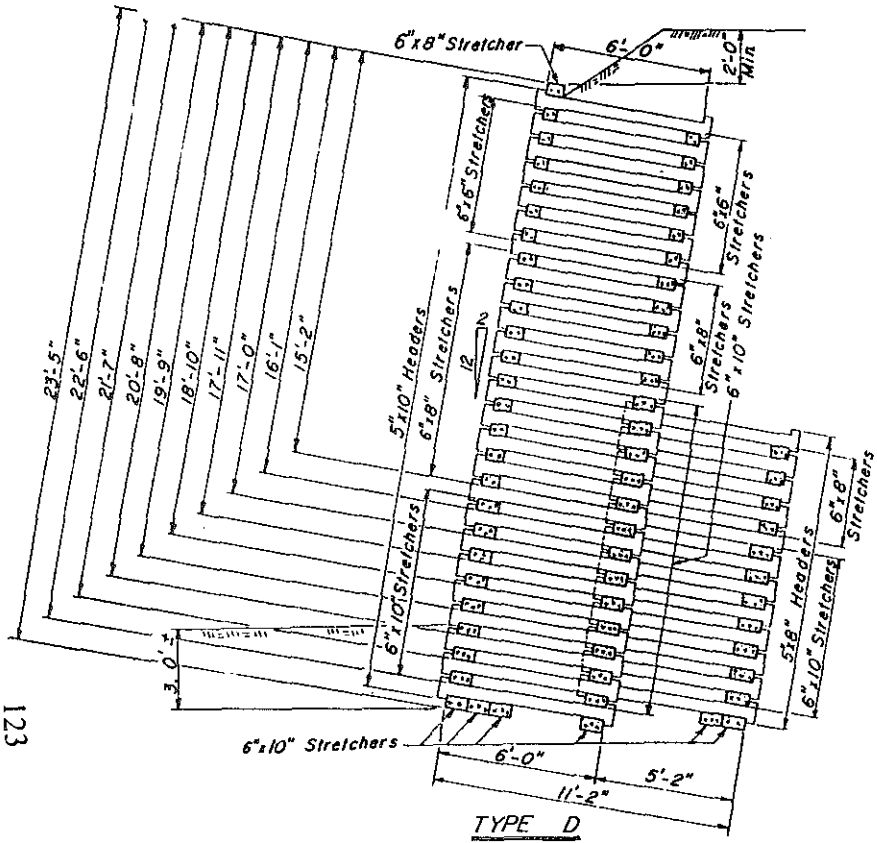 6"x8" Stretcher
6'-0"
2'-0
Min
6"x6" Stretchers
6"x6"
Stretchers
6"x8"
Stretchers
6"x10" Stretchers
2
12
5"x10" Headers
6"x8" Stretchers
6"x10" Stretchers
23'-5"
22'-6"
21'-7"
20'-8"
19'-9"
18'-10"
17'-11"
17'-0"
16'-1"
15'-2"
6"x8"
Stretchers
5"x8" Headers
6"x10" Stretchers
3'0"±
6"x10" Stretchers
6'-0"
5'-2"
11'-2"
TYPE D
123